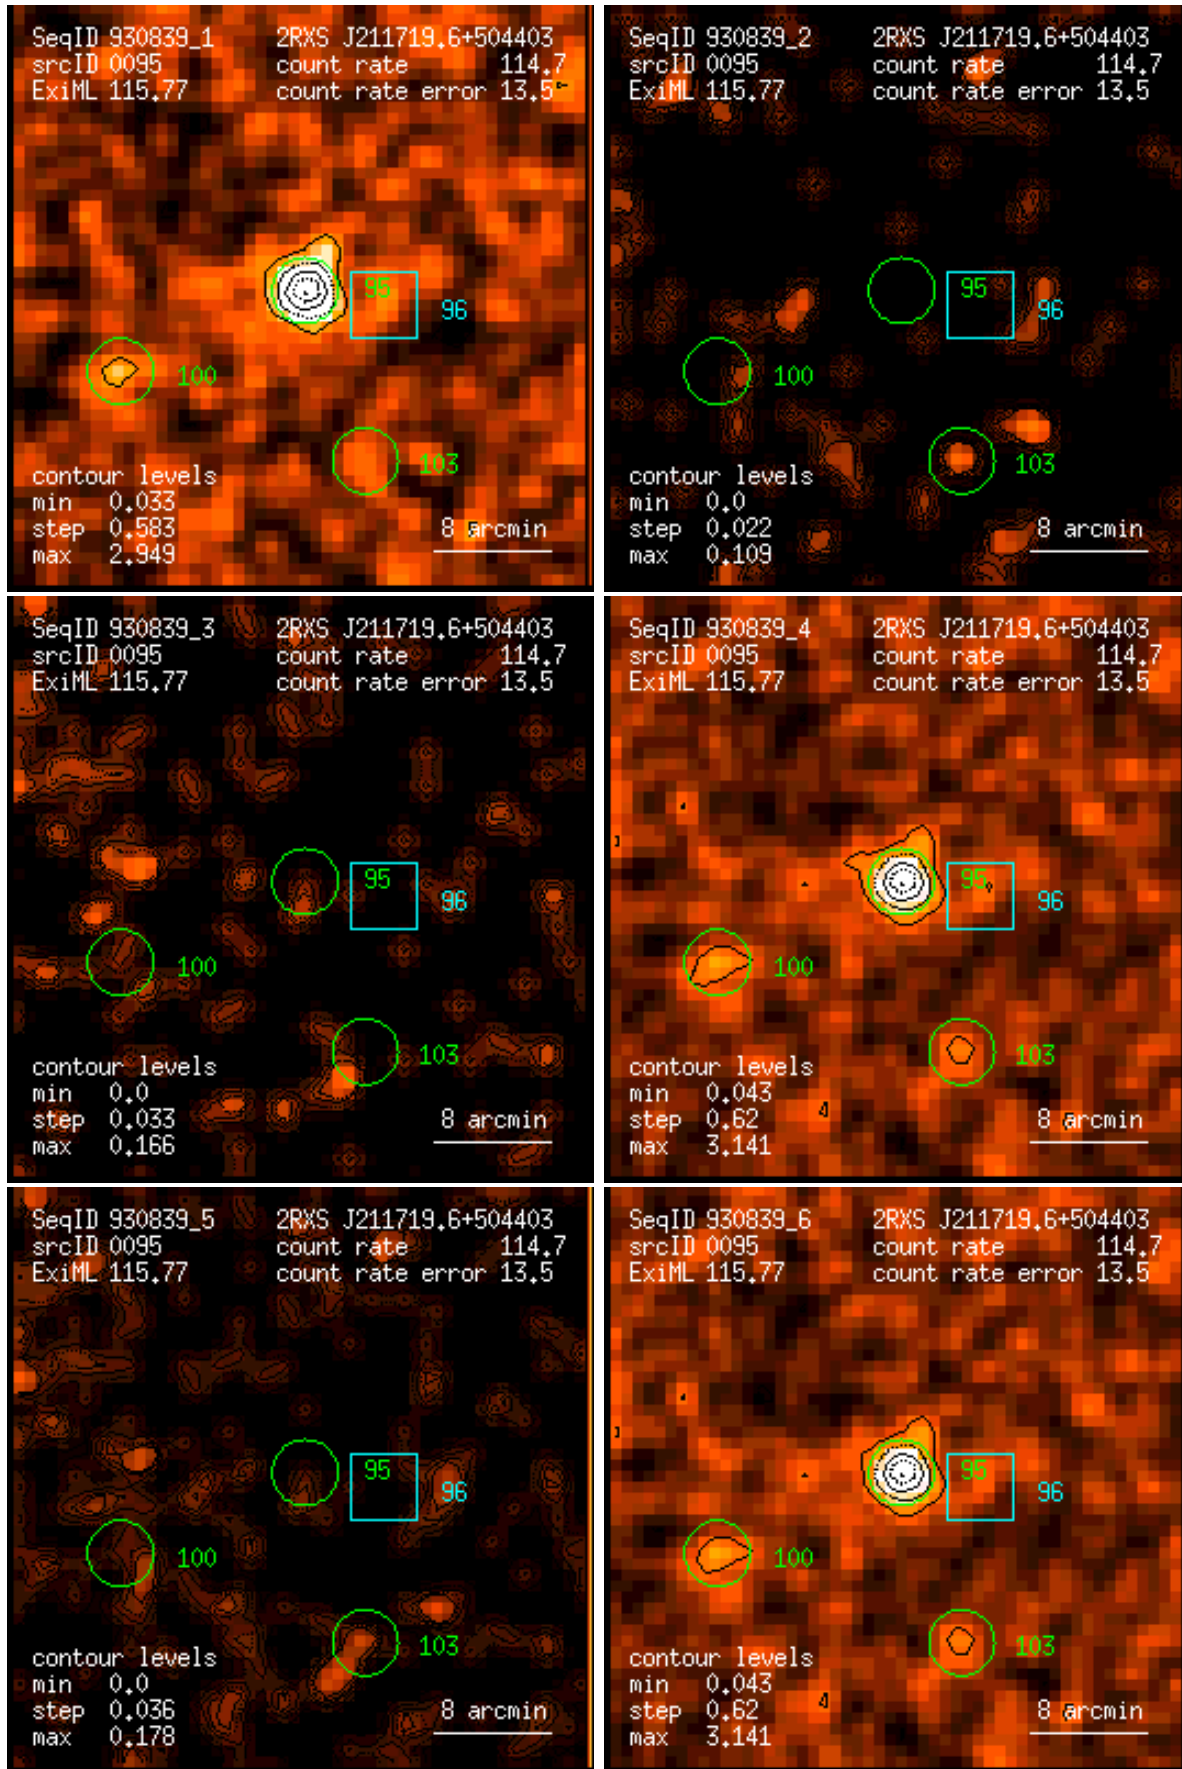 SeqID 930839_1 2RXS J211719.6+504403
srcID 0095 count rate 114.7
ExiML 115.77 count rate error 13.5
95
96
100
103
contour levels
min 0.033
step 0.583 8 arcmin
max 2.949
SeqID 930839_2 2RXS J211719.6+504403
srcID 0095 count rate 114.7
ExiML 115.77 count rate error 13.5
95
96
100
103
contour levels
min 0.0
step 0.022 8 arcmin
max 0.109
SeqID 930839_3 2RXS J211719.6+504403
srcID 0095 count rate 114.7
ExiML 115.77 count rate error 13.5
95
96
100
103
contour levels
min 0.0
step 0.033 8 arcmin
max 0.166
SeqID 930839_4 2RXS J211719.6+504403
srcID 0095 count rate 114.7
ExiML 115.77 count rate error 13.5
95
96
100
103
contour levels
min 0.043
step 0.62 8 arcmin
max 3.141
SeqID 930839_5 2RXS J211719.6+504403
srcID 0095 count rate 114.7
ExiML 115.77 count rate error 13.5
95
96
100
103
contour levels
min 0.0
step 0.036 8 arcmin
max 0.178
SeqID 930839_6 2RXS J211719.6+504403
srcID 0095 count rate 114.7
ExiML 115.77 count rate error 13.5
95
96
100
103
contour levels
min 0.043
step 0.62 8 arcmin
max 3.141